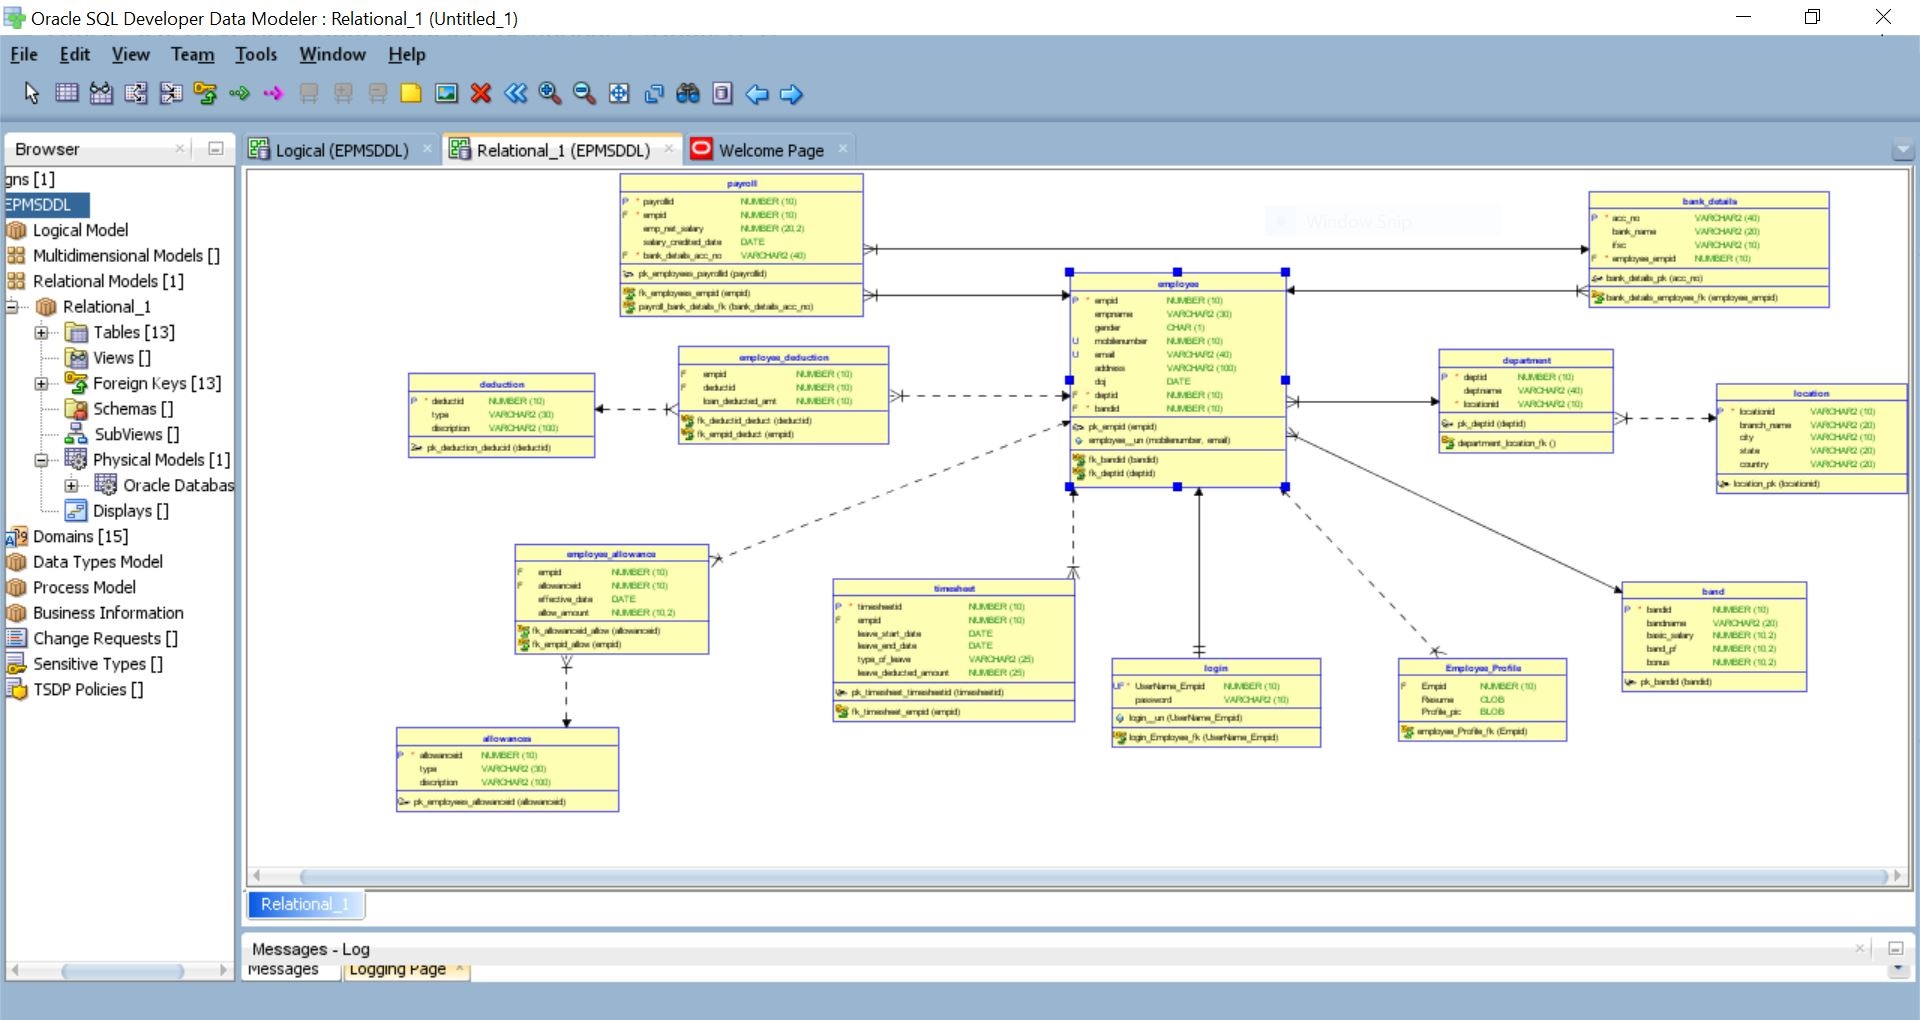 Oracle SQL Developer Data Modeler : Relational_1 (Untitled_1)
File Edit View Team Tools Window Help
Browser
Logical (EPMSDDL) Relational_1 (EPMSDDL) Welcome Page
gns [1]
EPMSDDL
Logical Model
Multidimensional Models []
Relational Models [1]
Relational_1
Tables [13]
Views []
Foreign Keys [13]
Schemas []
SubViews []
Physical Models [1]
Oracle Databas
Displays []
Domains [15]
Data Types Model
Process Model
Business Information
Change Requests []
Sensitive Types []
TSDP Policies []
Window Snip
payroll
P * payrollid NUMBER (10)
F * empid NUMBER (10)
emp_net_salary NUMBER (20,2)
salary_credited_date DATE
F * bank_details_acc_no VARCHAR2 (40)
pk_employees_payrollid (payrollid)
fk_employees_empid (empid)
payroll_bank_details_fk (bank_details_acc_no)
bank_details
P * acc_no VARCHAR2 (40)
bank_name VARCHAR2 (20)
ifsc VARCHAR2 (10)
F * employee_empid NUMBER (10)
bank_details_pk (acc_no)
bank_details_employee_fk (employee_empid)
employee
P * empid NUMBER (10)
empname VARCHAR2 (30)
gender CHAR (1)
U mobilenumber NUMBER (10)
U email VARCHAR2 (40)
address VARCHAR2 (100)
doj DATE
F * deptid NUMBER (10)
F * bandid NUMBER (10)
pk_empid (empid)
employee__un (mobilenumber, email)
fk_bandid (bandid)
fk_deptid (deptid)
employee_deduction
F empid NUMBER (10)
F deductid NUMBER (10)
loan_deducted_amt NUMBER (10)
fk_deductid_deduct (deductid)
fk_empid_deduct (empid)
deduction
P * deductid NUMBER (10)
type VARCHAR2 (30)
discription VARCHAR2 (100)
pk_deduction_deducid (deductid)
department
P * deptid NUMBER (10)
deptname VARCHAR2 (40)
* locationid VARCHAR2 (10)
pk_deptid (deptid)
department_location_fk ()
location
P * locationid VARCHAR2 (10)
branch_name VARCHAR2 (20)
city VARCHAR2 (10)
state VARCHAR2 (20)
country VARCHAR2 (20)
location_pk (locationid)
employee_allowance
F empid NUMBER (10)
F allowanceid NUMBER (10)
effective_date DATE
allow_amount NUMBER (10,2)
fk_allowanceid_allow (allowanceid)
fk_empid_allow (empid)
timesheet
P * timesheetid NUMBER (10)
F empid NUMBER (10)
leave_start_date DATE
leave_end_date DATE
type_of_leave VARCHAR2 (25)
leave_deducted_amount NUMBER (25)
pk_timesheet_timesheetid (timesheetid)
fk_timesheet_empid (empid)
login
UF * UserName_Empid NUMBER (10)
password VARCHAR2 (10)
login__un (UserName_Empid)
login_Employee_fk (UserName_Empid)
Employee_Profile
F Empid NUMBER (10)
Resume CLOB
Profile_pic BLOB
employee_Profile_fk (Empid)
band
P * bandid NUMBER (10)
bandname VARCHAR2 (20)
basic_salary NUMBER (10,2)
band_pf NUMBER (10,2)
bonus NUMBER (10,2)
pk_bandid (bandid)
allowances
P * allowanceid NUMBER (10)
type VARCHAR2 (30)
discription VARCHAR2 (100)
pk_employees_allowanceid (allowanceid)
Relational_1
Messages - Log
Messages Logging Page